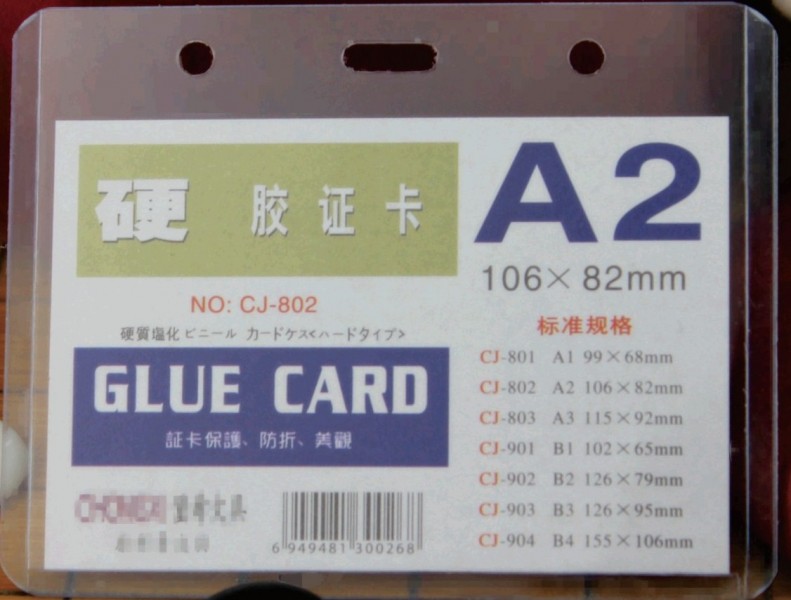 硬 胶证卡
A2
106×82mm
NO: CJ-802
硬質塩化ビニール カードケス<ハードタイプ>
GLUE CARD
証卡保護、防折、美觀
标准规格
CJ-801 A1 99×68mm
CJ-802 A2 106×82mm
CJ-803 A3 115×92mm
CJ-901 B1 102×65mm
CJ-902 B2 126×79mm
CJ-903 B3 126×95mm
CJ-904 B4 155×106mm
6 949481 300268